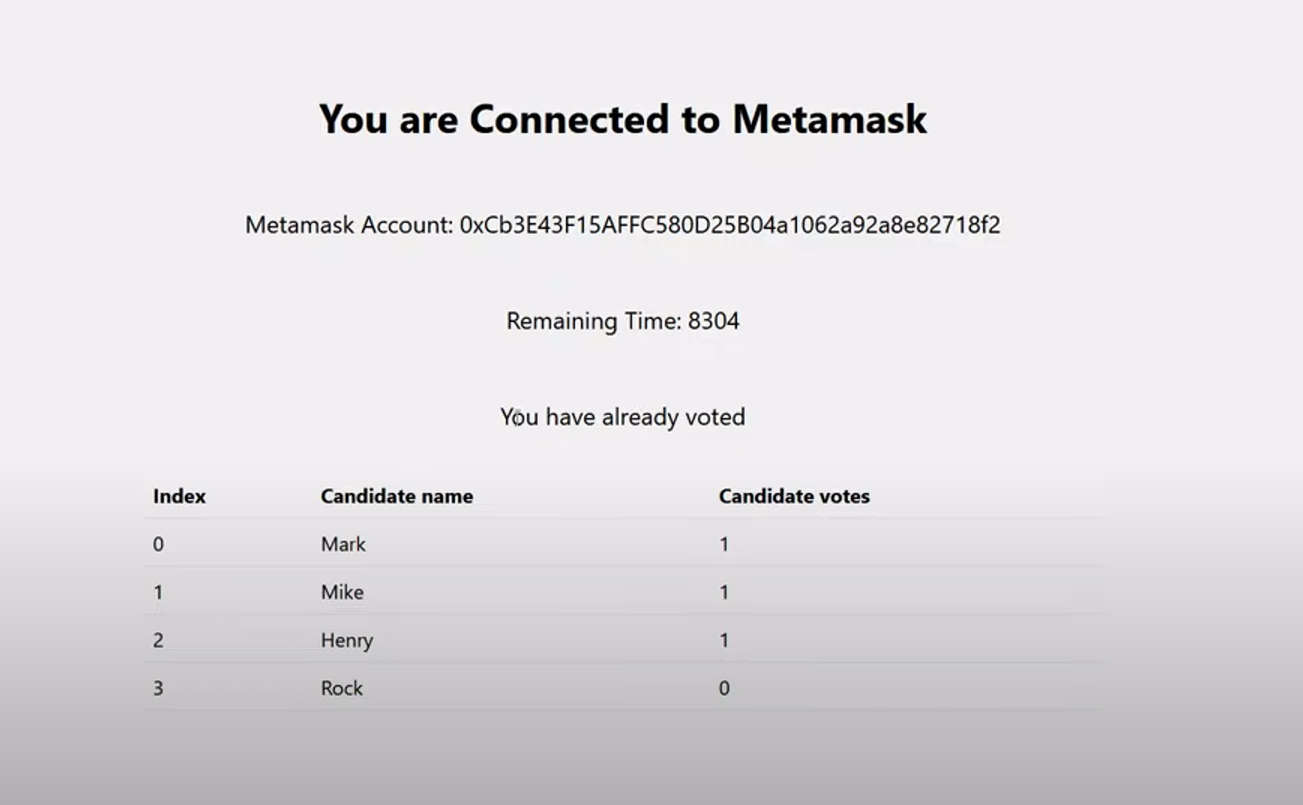 You are Connected to Metamask
Metamask Account: 0xCb3E43F15AFFC580D25B04a1062a92a8e82718f2
Remaining Time: 8304
You have already voted
Index Candidate name Candidate votes
0 Mark 1
1 Mike 1
2 Henry 1
3 Rock 0